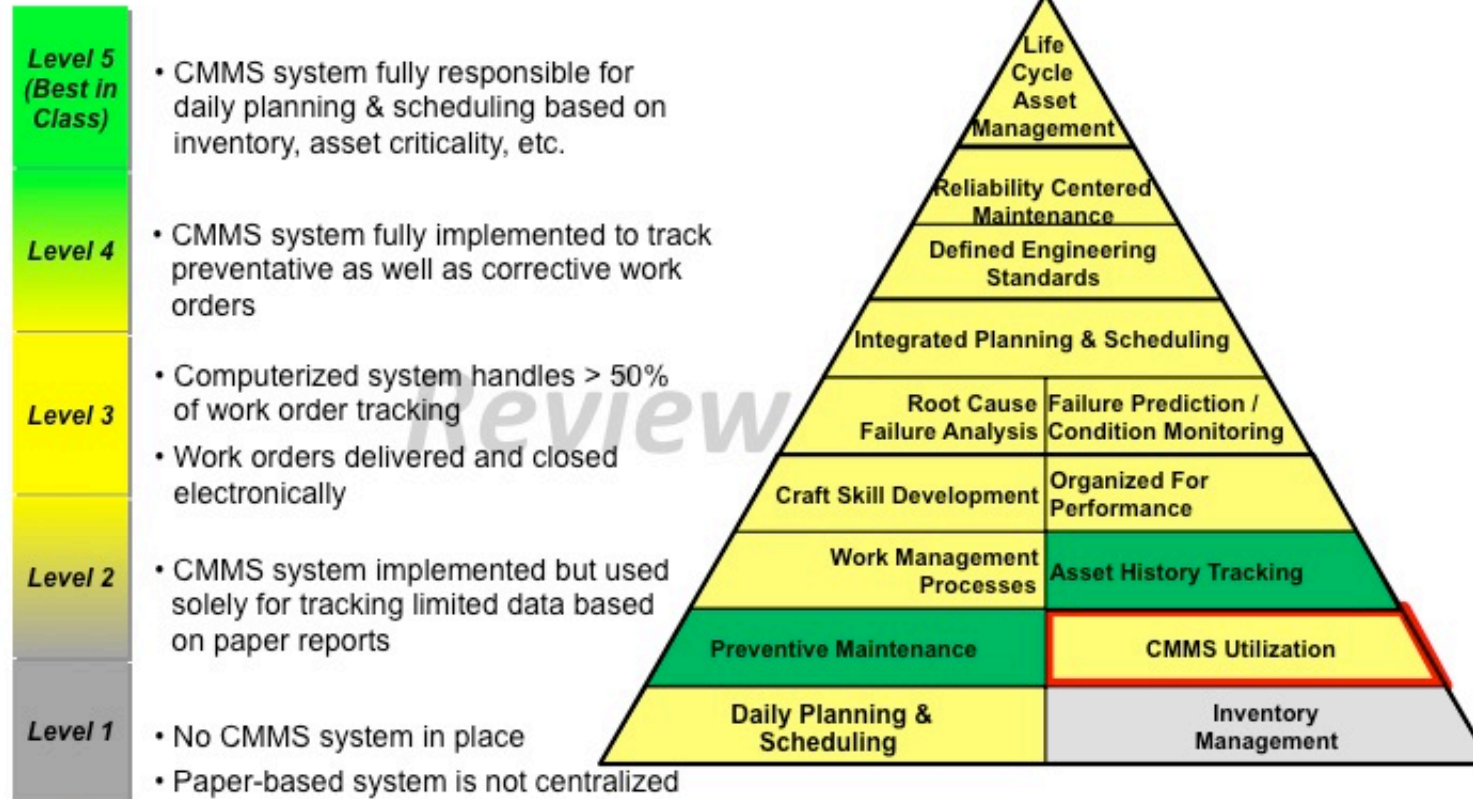 Level 5
(Best in
Class)
• CMMS system fully responsible for
daily planning & scheduling based on
inventory, asset criticality, etc.
Level 4
• CMMS system fully implemented to track
preventative as well as corrective work
orders
Level 3
• Computerized system handles > 50%
of work order tracking
• Work orders delivered and closed
electronically
Level 2
• CMMS system implemented but used
solely for tracking limited data based
on paper reports
Level 1
• No CMMS system in place
• Paper-based system is not centralized
Review
Life
Cycle
Asset
Management
Reliability Centered
Maintenance
Defined Engineering
Standards
Integrated Planning & Scheduling
Root Cause
Failure Analysis
Failure Prediction /
Condition Monitoring
Craft Skill Development
Organized For
Performance
Work Management
Processes
Asset History Tracking
Preventive Maintenance
CMMS Utilization
Daily Planning &
Scheduling
Inventory
Management